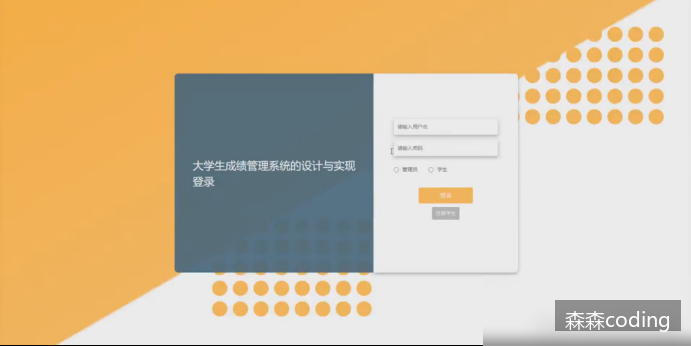 大学生成绩管理系统的设计与实现
登录
请输入用户名
请输入密码
管理员 学生
登录
注册学生
森森coding